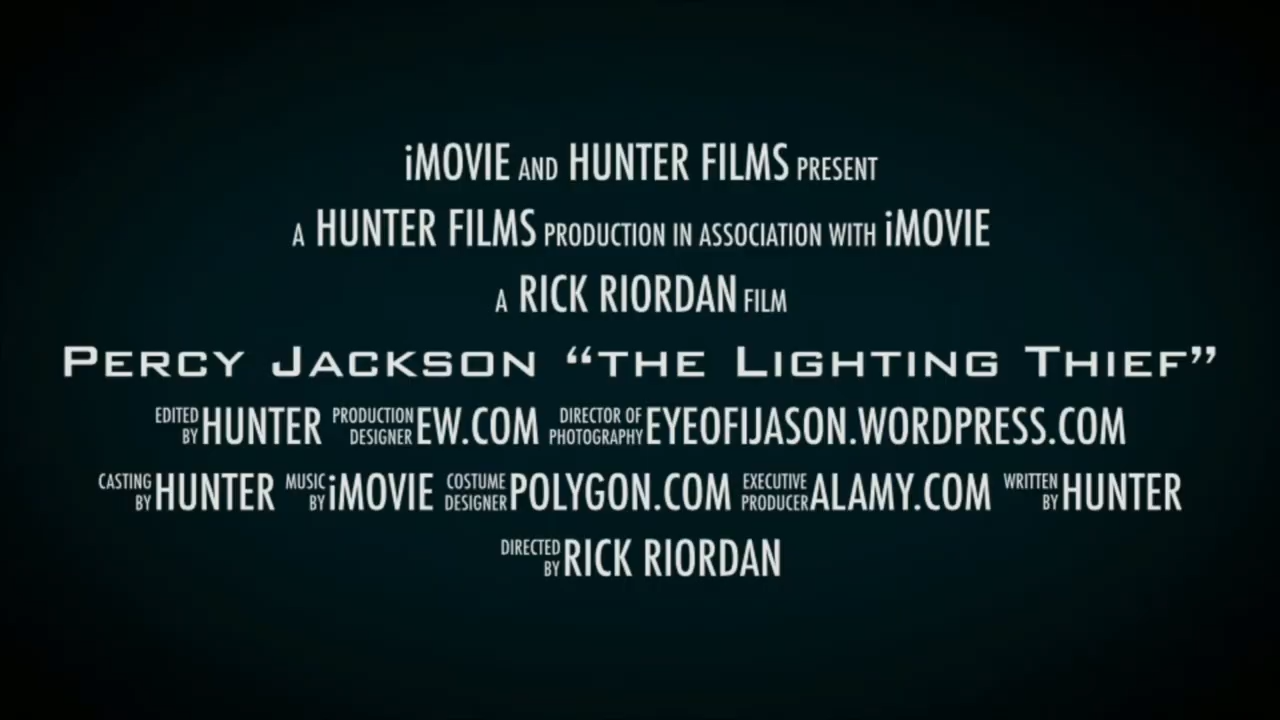 iMOVIE AND HUNTER FILMS PRESENT
A HUNTER FILMS PRODUCTION IN ASSOCIATION WITH iMOVIE
A RICK RIORDAN FILM
PERCY JACKSON “THE LIGHTING THIEF”
EDITED BY HUNTER PRODUCTION DESIGNER EW.COM DIRECTOR OF PHOTOGRAPHY EYEOFIJASON.WORDPRESS.COM
CASTING BY HUNTER MUSIC BY iMOVIE COSTUME DESIGNER POLYGON.COM EXECUTIVE PRODUCER ALAMY.COM WRITTEN BY HUNTER
DIRECTED BY RICK RIORDAN